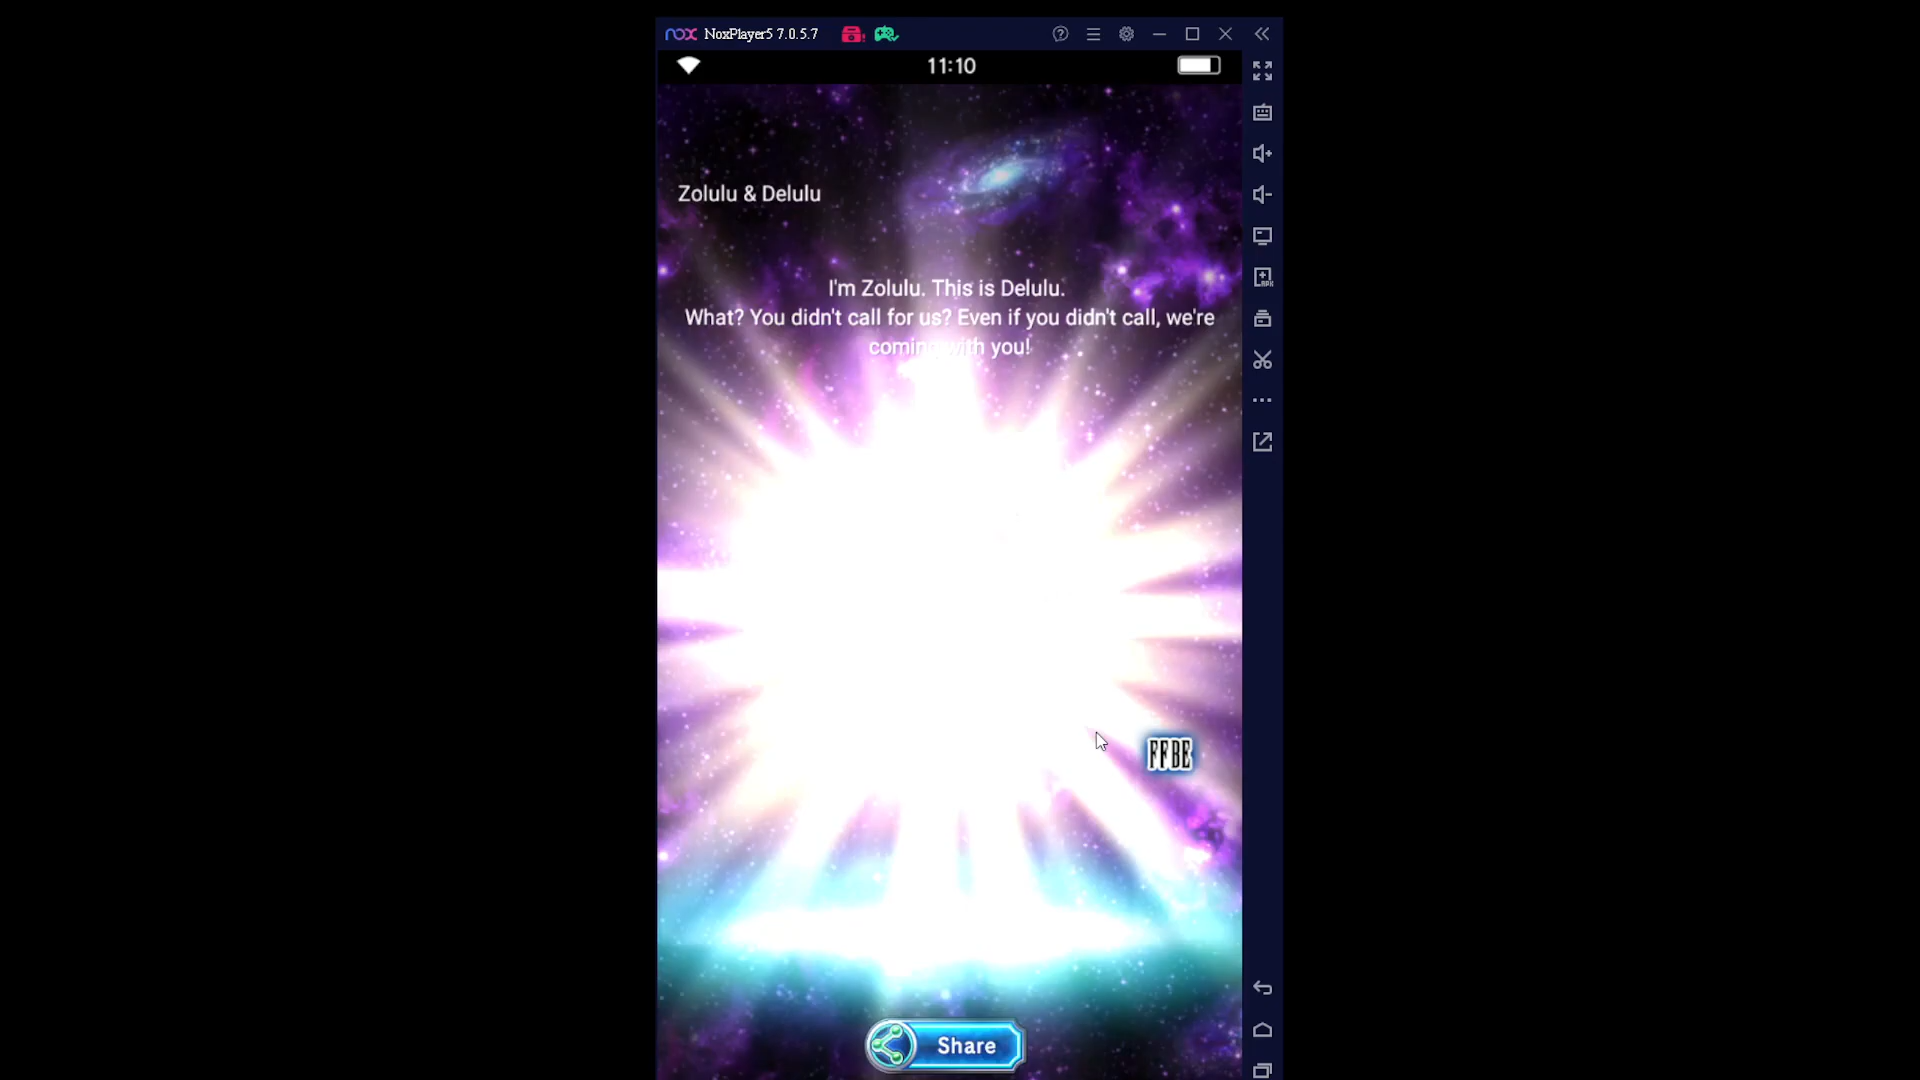 nox NoxPlayer5 7.0.5.7
11:10
Zolulu & Delulu
I'm Zolulu. This is Delulu.
What? You didn't call for us? Even if you didn't call, we're
coming with you!
FFBE
Share